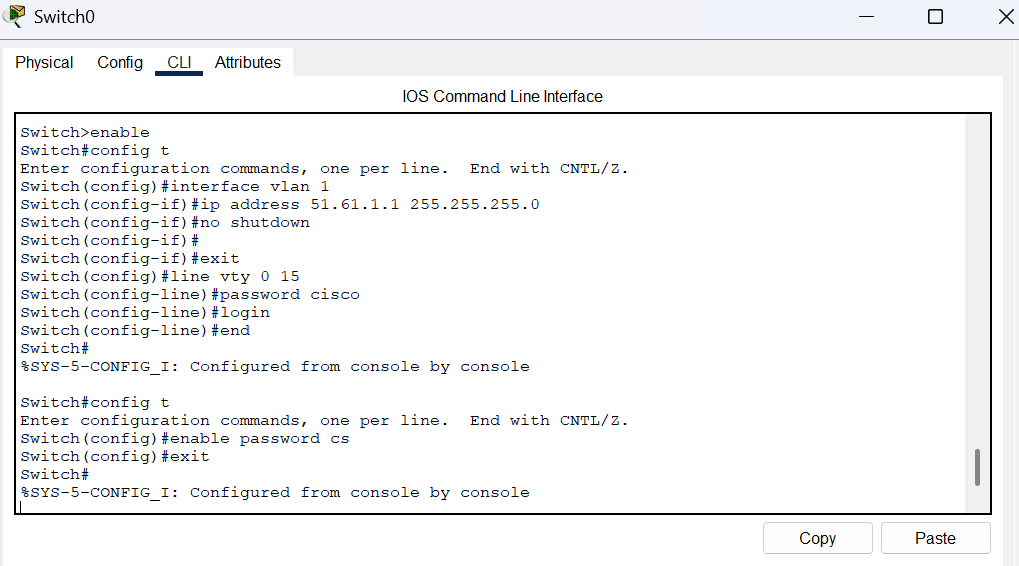 Switch0
Physical Config CLI Attributes
IOS Command Line Interface
Switch>enable
Switch#config t
Enter configuration commands, one per line.  End with CNTL/Z.
Switch(config)#interface vlan 1
Switch(config-if)#ip address 51.61.1.1 255.255.255.0
Switch(config-if)#no shutdown
Switch(config-if)#
Switch(config-if)#exit
Switch(config)#line vty 0 15
Switch(config-line)#password cisco
Switch(config-line)#login
Switch(config-line)#end
Switch#
%SYS-5-CONFIG_I: Configured from console by console
Switch#config t
Enter configuration commands, one per line.  End with CNTL/Z.
Switch(config)#enable password cs
Switch(config)#exit
Switch#
%SYS-5-CONFIG_I: Configured from console by console
Copy Paste